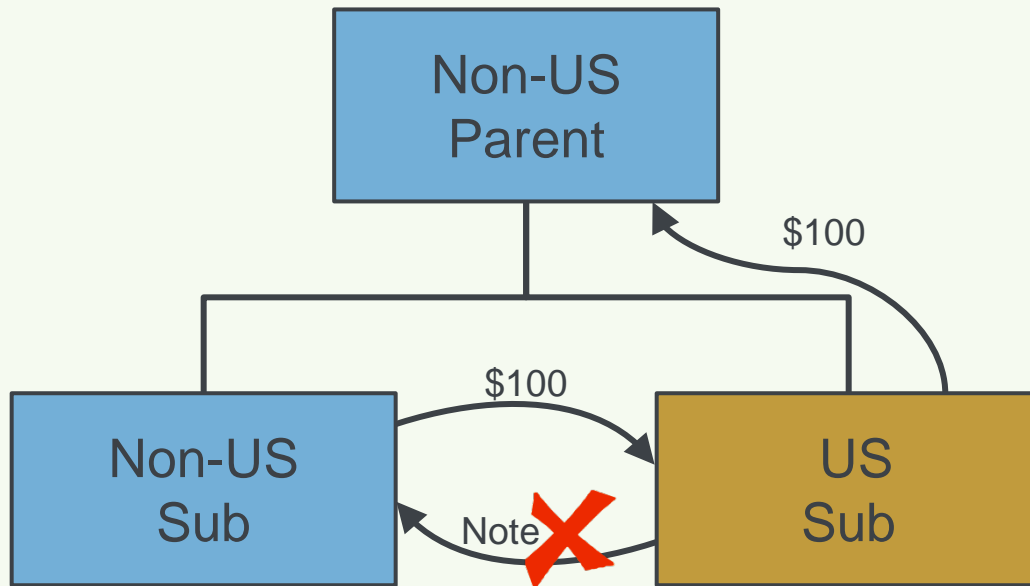 Non-US
Parent
$100
$100
Non-US
Sub
Note
US
Sub